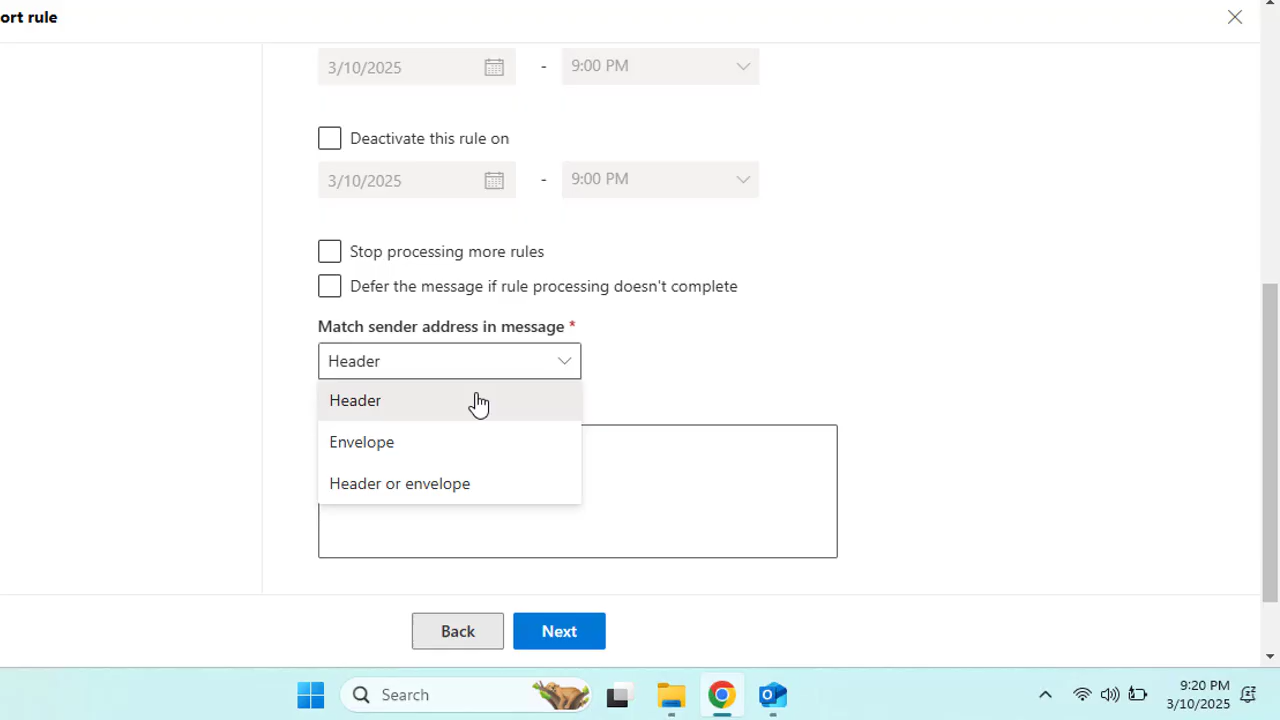 ort rule
3/10/2025 - 9:00 PM
Deactivate this rule on
3/10/2025 - 9:00 PM
Stop processing more rules
Defer the message if rule processing doesn't complete
Match sender address in message *
Header
Header
Envelope
Header or envelope
Back Next
Search
9:20 PM
3/10/2025